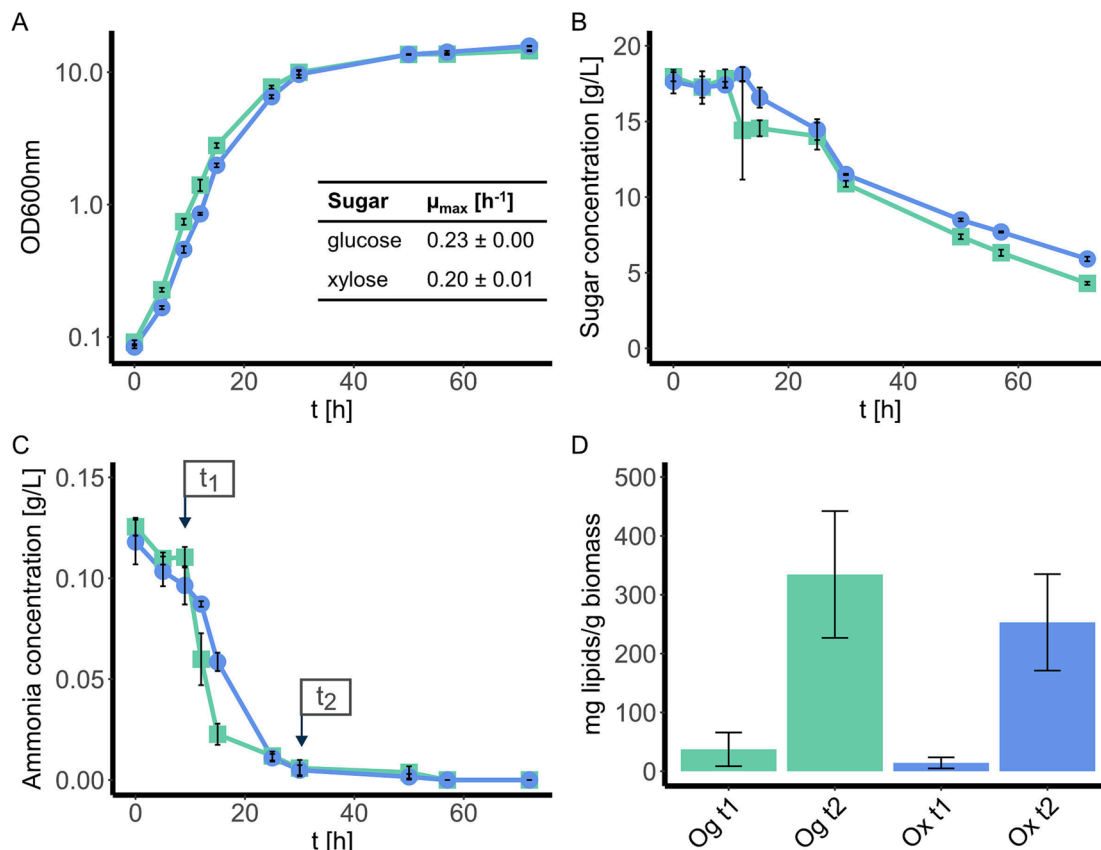 A
OD600nm
10.0
1.0
0.1
0 20 40 60
t [h]
Sugar μmax [h-1]
glucose 0.23 ± 0.00
xylose 0.20 ± 0.01
B
Sugar concentration [g/L]
20
15
10
5
0
0 20 40 60
t [h]
C
Ammonia concentration [g/L]
0.15
0.10
0.05
0.00
0 20 40 60
t [h]
t1
t2
D
mg lipids/g biomass
500
400
300
200
100
0
Og t1
Og t2
Ox t1
Ox t2